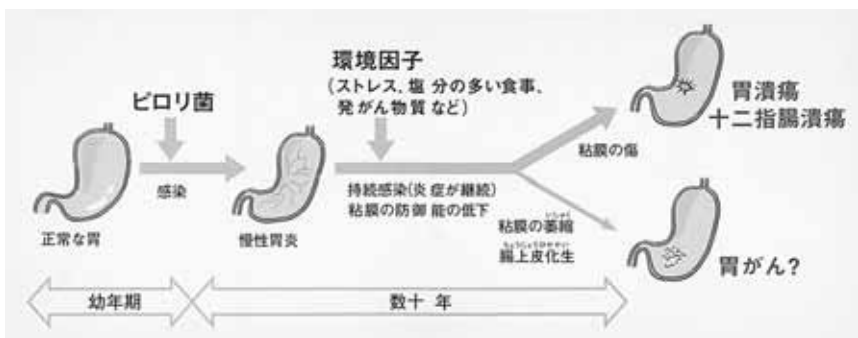 環境因子
(ストレス、塩分の多い食事、
発がん物質など)
ピロリ菌
胃潰瘍
十二指腸潰瘍
粘膜の傷
感染
持続感染(炎症が継続)
粘膜の防御能の低下
正常な胃
慢性胃炎
いしゅく
粘膜の萎縮
ちょうじょうひかせい
腸上皮化生
胃がん?
幼年期
数十年